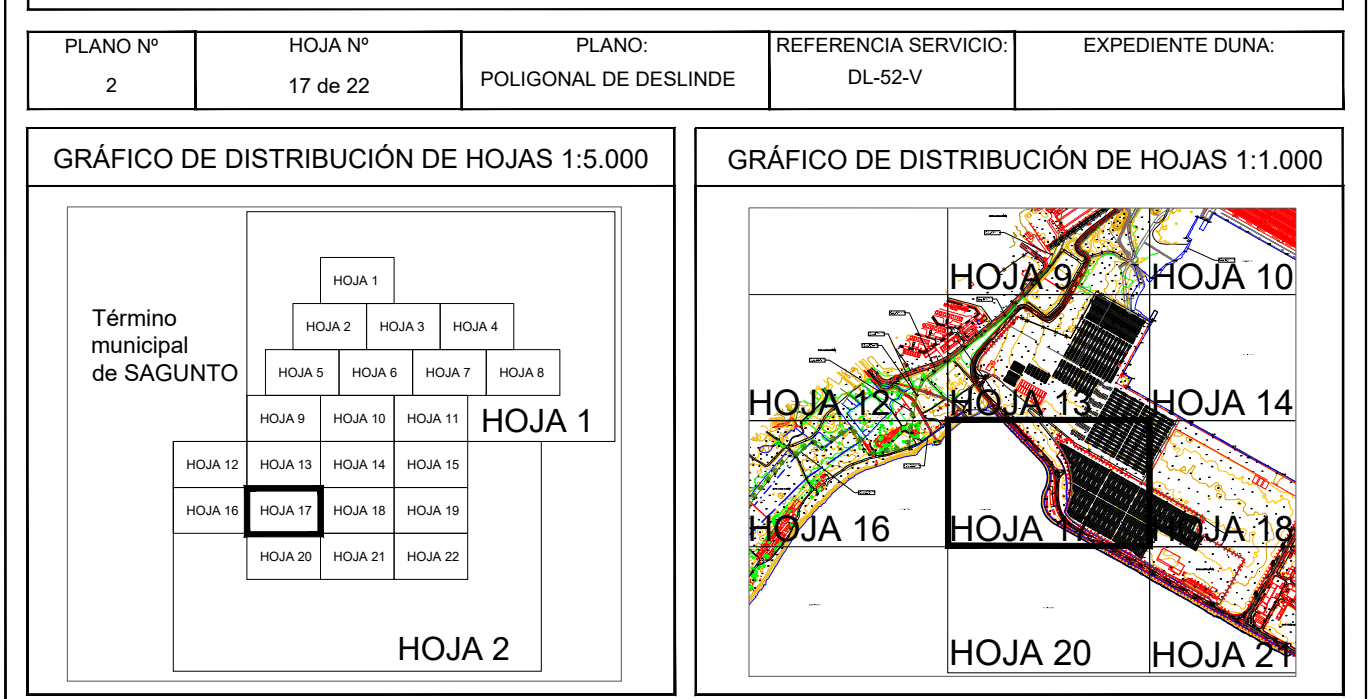 PLANO Nº
2
HOJA Nº
17 de 22
PLANO:
POLIGONAL DE DESLINDE
REFERENCIA SERVICIO:
DL-52-V
EXPEDIENTE DUNA:
GRÁFICO DE DISTRIBUCIÓN DE HOJAS 1:5.000
Término
municipal
de SAGUNTO
HOJA 1
HOJA 2 HOJA 3 HOJA 4
HOJA 5 HOJA 6 HOJA 7 HOJA 8
HOJA 9 HOJA 10 HOJA 11
HOJA 1
HOJA 12 HOJA 13 HOJA 14 HOJA 15
HOJA 16 HOJA 17 HOJA 18 HOJA 19
HOJA 20 HOJA 21 HOJA 22
HOJA 2
GRÁFICO DE DISTRIBUCIÓN DE HOJAS 1:1.000
HOJA 9 HOJA 10
HOJA 12 HOJA 13 HOJA 14
HOJA 16 HOJA 17 HOJA 18
HOJA 20 HOJA 21